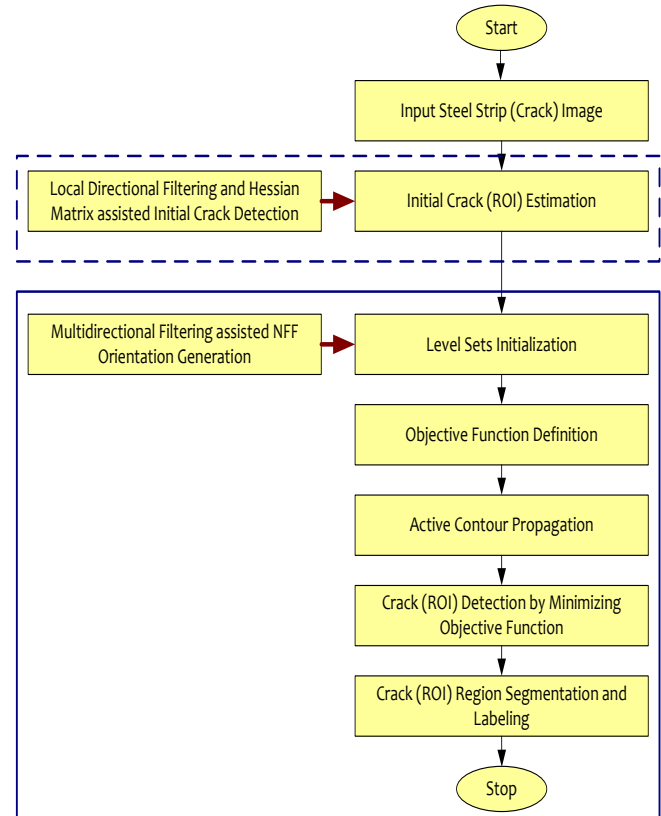 Start
Input Steel Strip (Crack) Image
Local Directional Filtering and Hessian
Matrix assisted Initial Crack Detection
Initial Crack (ROI) Estimation
Multidirectional Filtering assisted NFF
Orientation Generation
Level Sets Initialization
Objective Function Definition
Active Contour Propagation
Crack (ROI) Detection by Minimizing
Objective Function
Crack (ROI) Region Segmentation and
Labeling
Stop